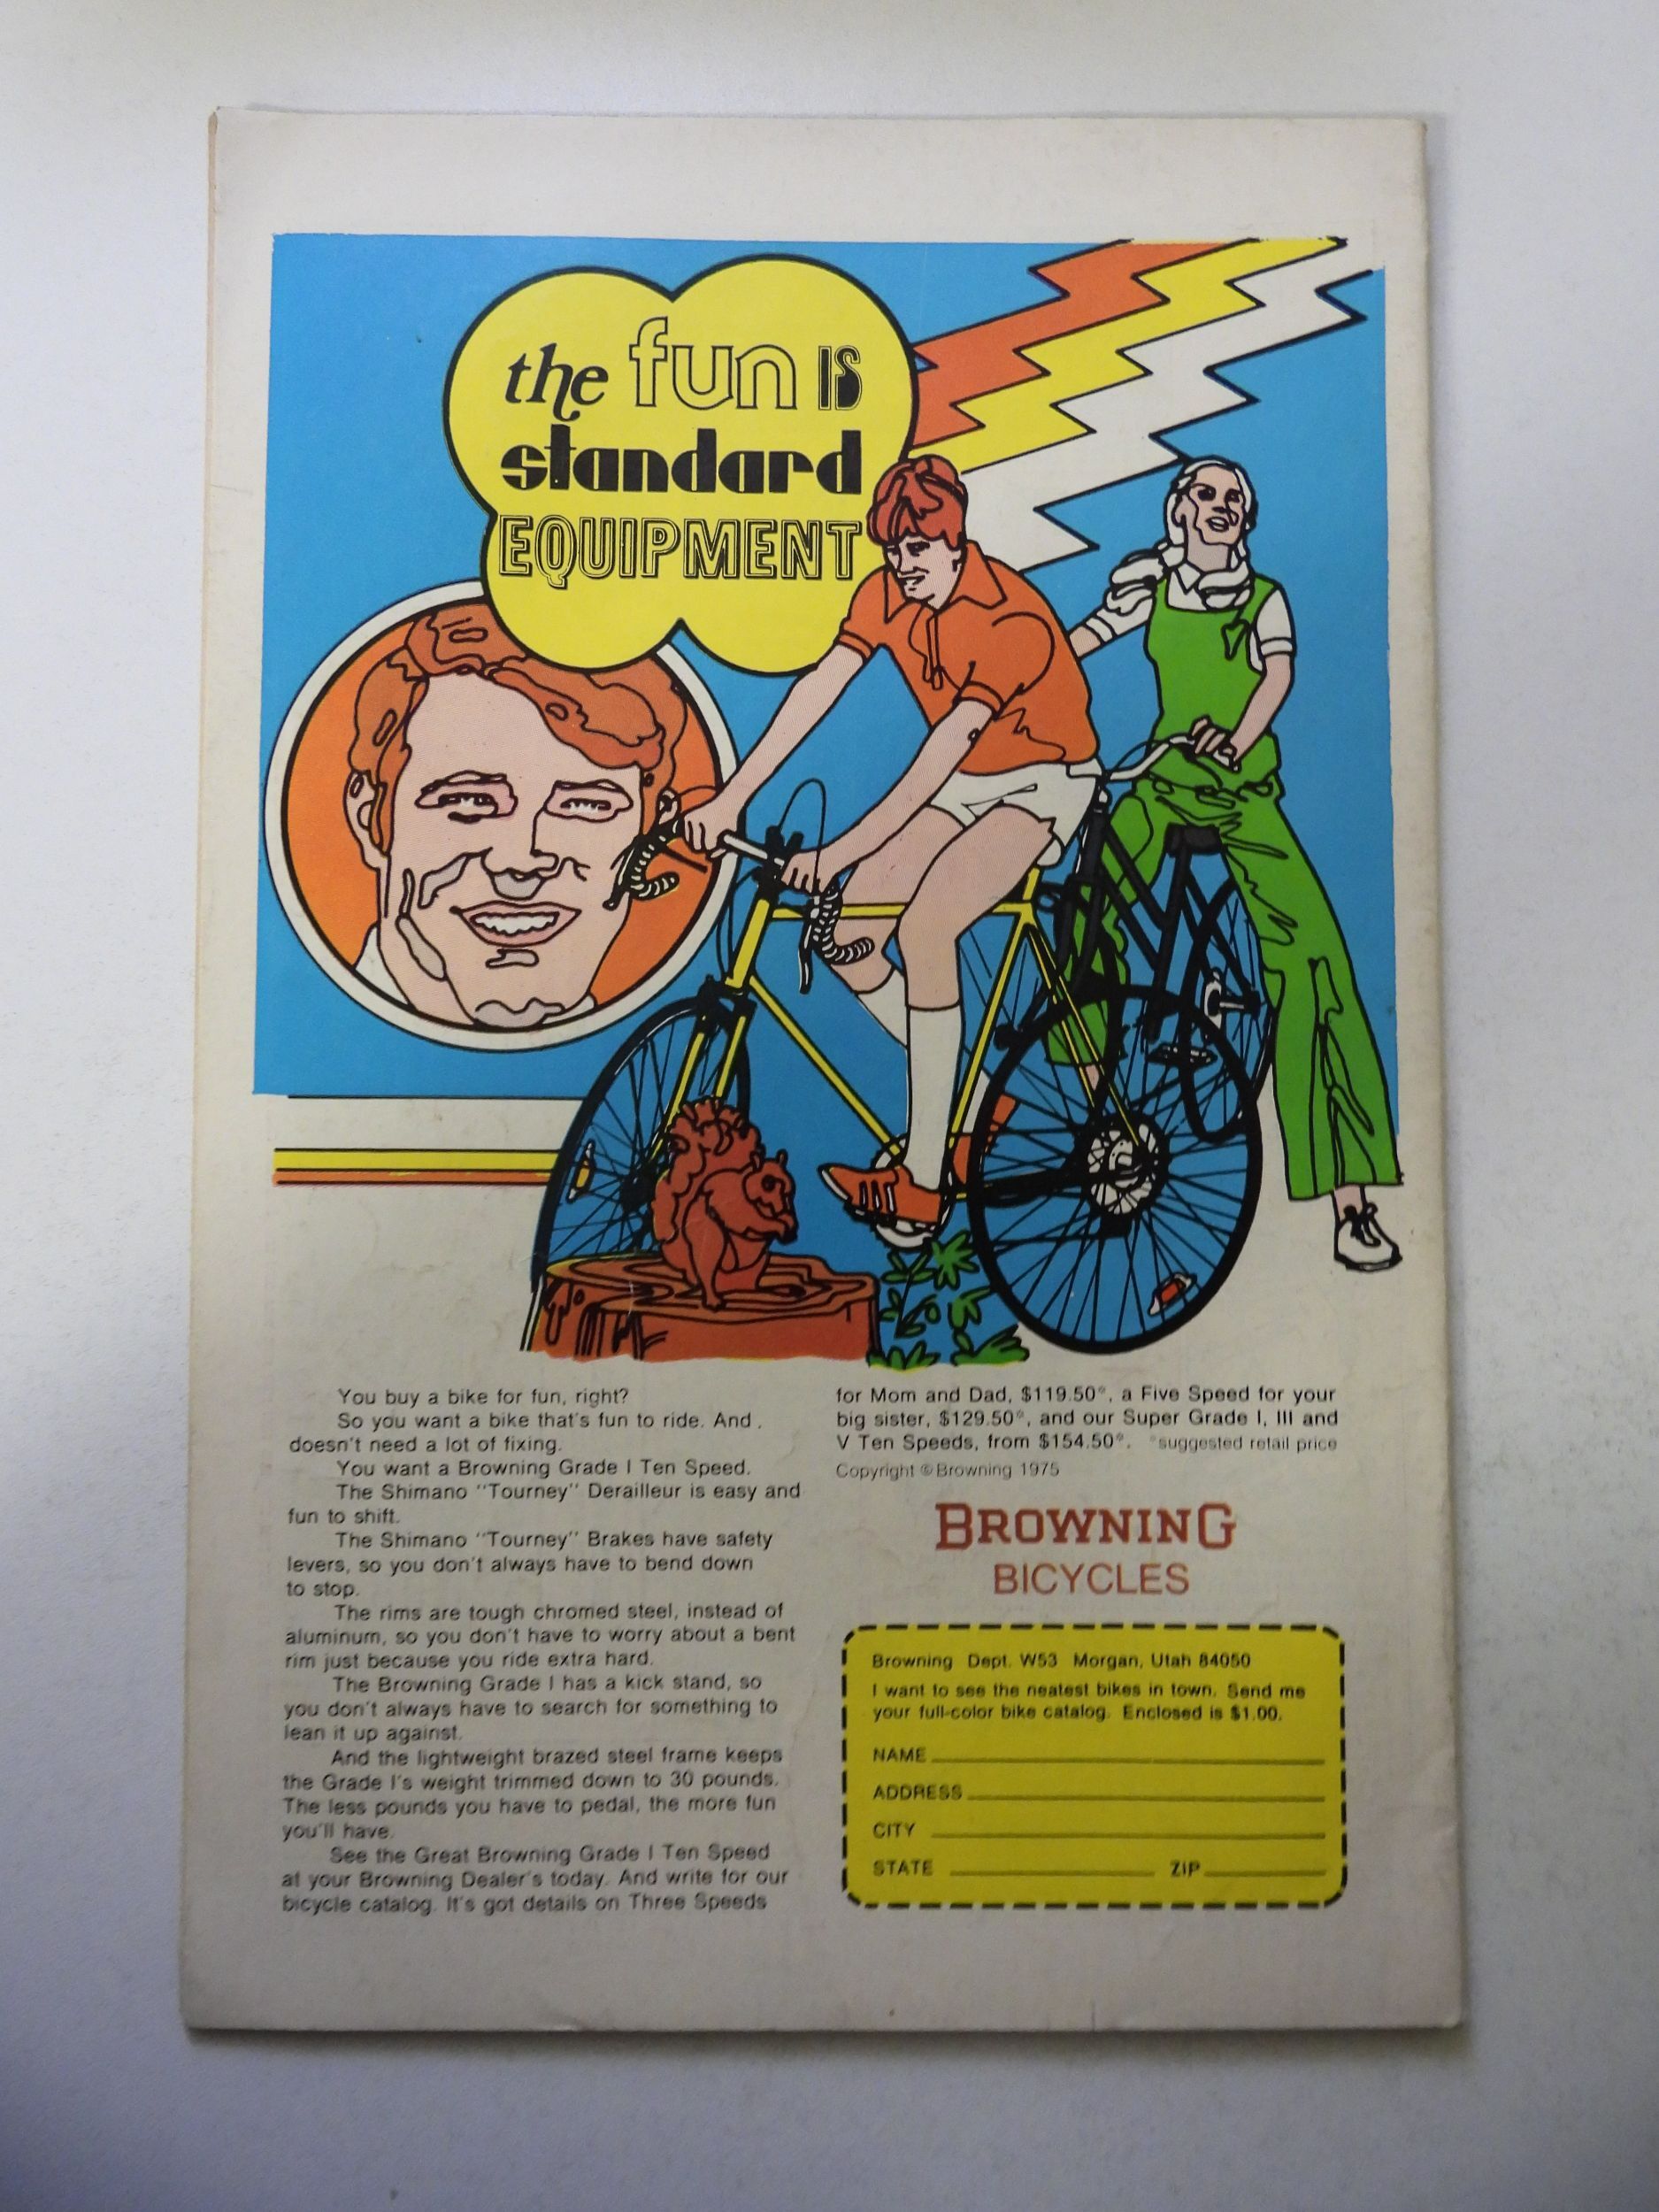 the fun IS
standard
EQUIPMENT
You buy a bike for fun, right?
So you want a bike that's fun to ride. And
doesn't need a lot of fixing.
You want a Browning Grade I Ten Speed.
The Shimano "Tourney" Derailleur is easy and
fun to shift.
The Shimano "Tourney" Brakes have safety
levers, so you don't always have to bend down
to stop.
The rims are tough chromed steel, instead of
aluminum, so you don't have to worry about a bent
rim just because you ride extra hard.
The Browning Grade I has a kick stand, so
you don't always have to search for something to
lean it up against.
And the lightweight brazed steel frame keeps
the Grade I's weight trimmed down to 30 pounds.
The less pounds you have to pedal, the more fun
you'll have.
See the Great Browning Grade I Ten Speed
at your Browning Dealer's today. And write for our
bicycle catalog. It's got details on Three Speeds
for Mom and Dad, $119.50*, a Five Speed for your
big sister, $129.50*, and our Super Grade I, III and
V Ten Speeds, from $154.50*. *suggested retail price
Copyright © Browning 1975
BROWNING
BICYCLES
Browning Dept. W53 Morgan, Utah 84050
I want to see the neatest bikes in town. Send me
your full-color bike catalog. Enclosed is $1.00.
NAME
ADDRESS
CITY
STATE ZIP